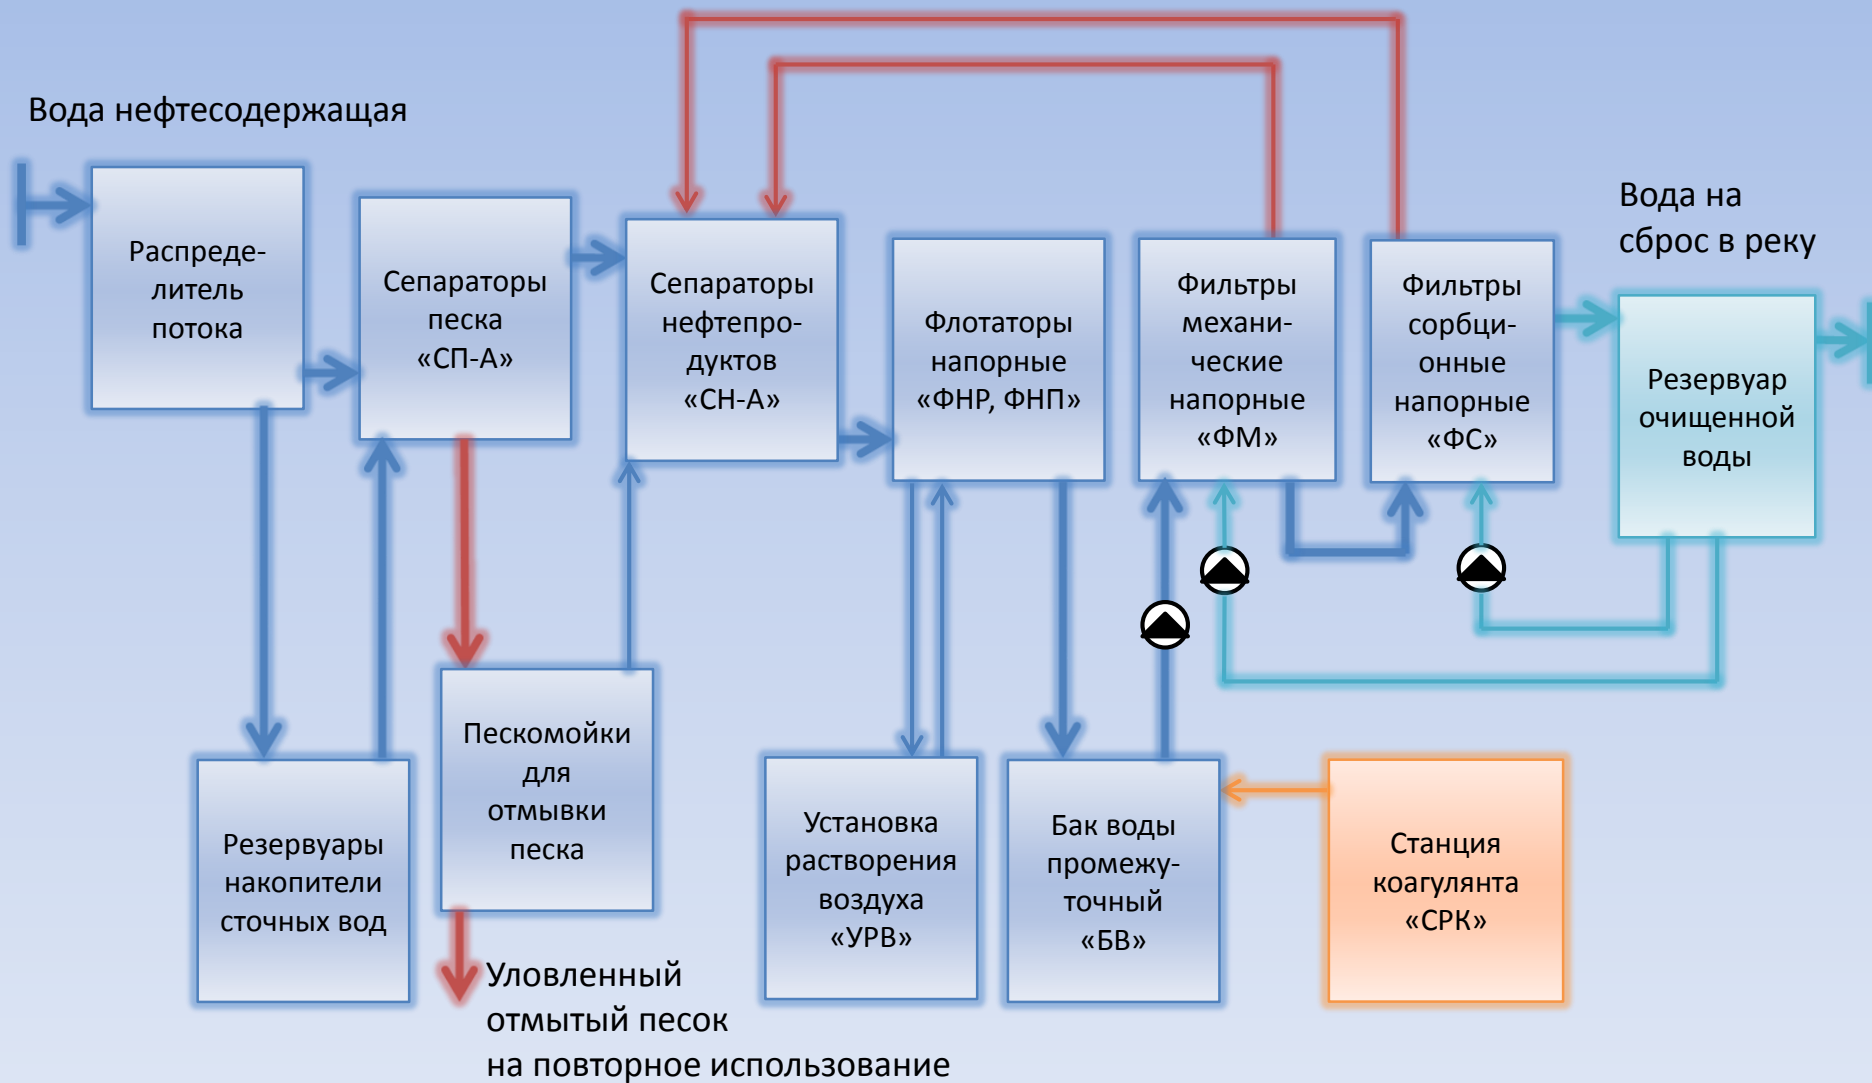 Вода нефтесодержащая
Распреде-
литель
потока
Сепараторы
песка
«СП-А»
Сепараторы
нефтепро-
дуктов
«СН-А»
Флотаторы
напорные
«ФНР, ФНП»
Фильтры
механи-
ческие
напорные
«ФМ»
Фильтры
сорбци-
онные
напорные
«ФС»
Вода на
сброс в реку
Резервуар
очищенной
воды
Резервуары
накопители
сточных вод
Пескомойки
для
отмывки
песка
Установка
растворения
воздуха
«УРВ»
Бак воды
промежу-
точный
«БВ»
Станция
коагулянта
«СРК»
Уловленный
отмытый песок
на повторное использование